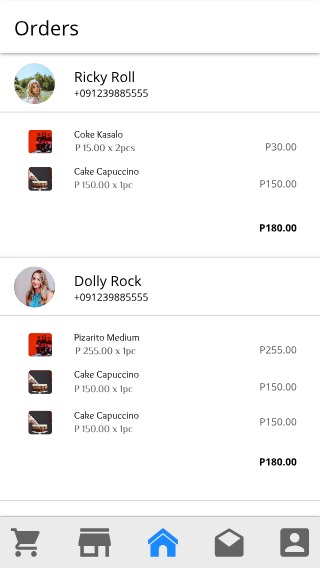 Orders
Ricky Roll
+091239885555
Coke Kasalo
P 15.00 x 2pcs
P30.00
Cake Capuccino
P 150.00 x 1pc
P150.00
P180.00
Dolly Rock
+091239885555
Pizarito Medium
P 255.00 x 1pc
P255.00
Cake Capuccino
P 150.00 x 1pc
P150.00
Cake Capuccino
P 150.00 x 1pc
P150.00
P180.00